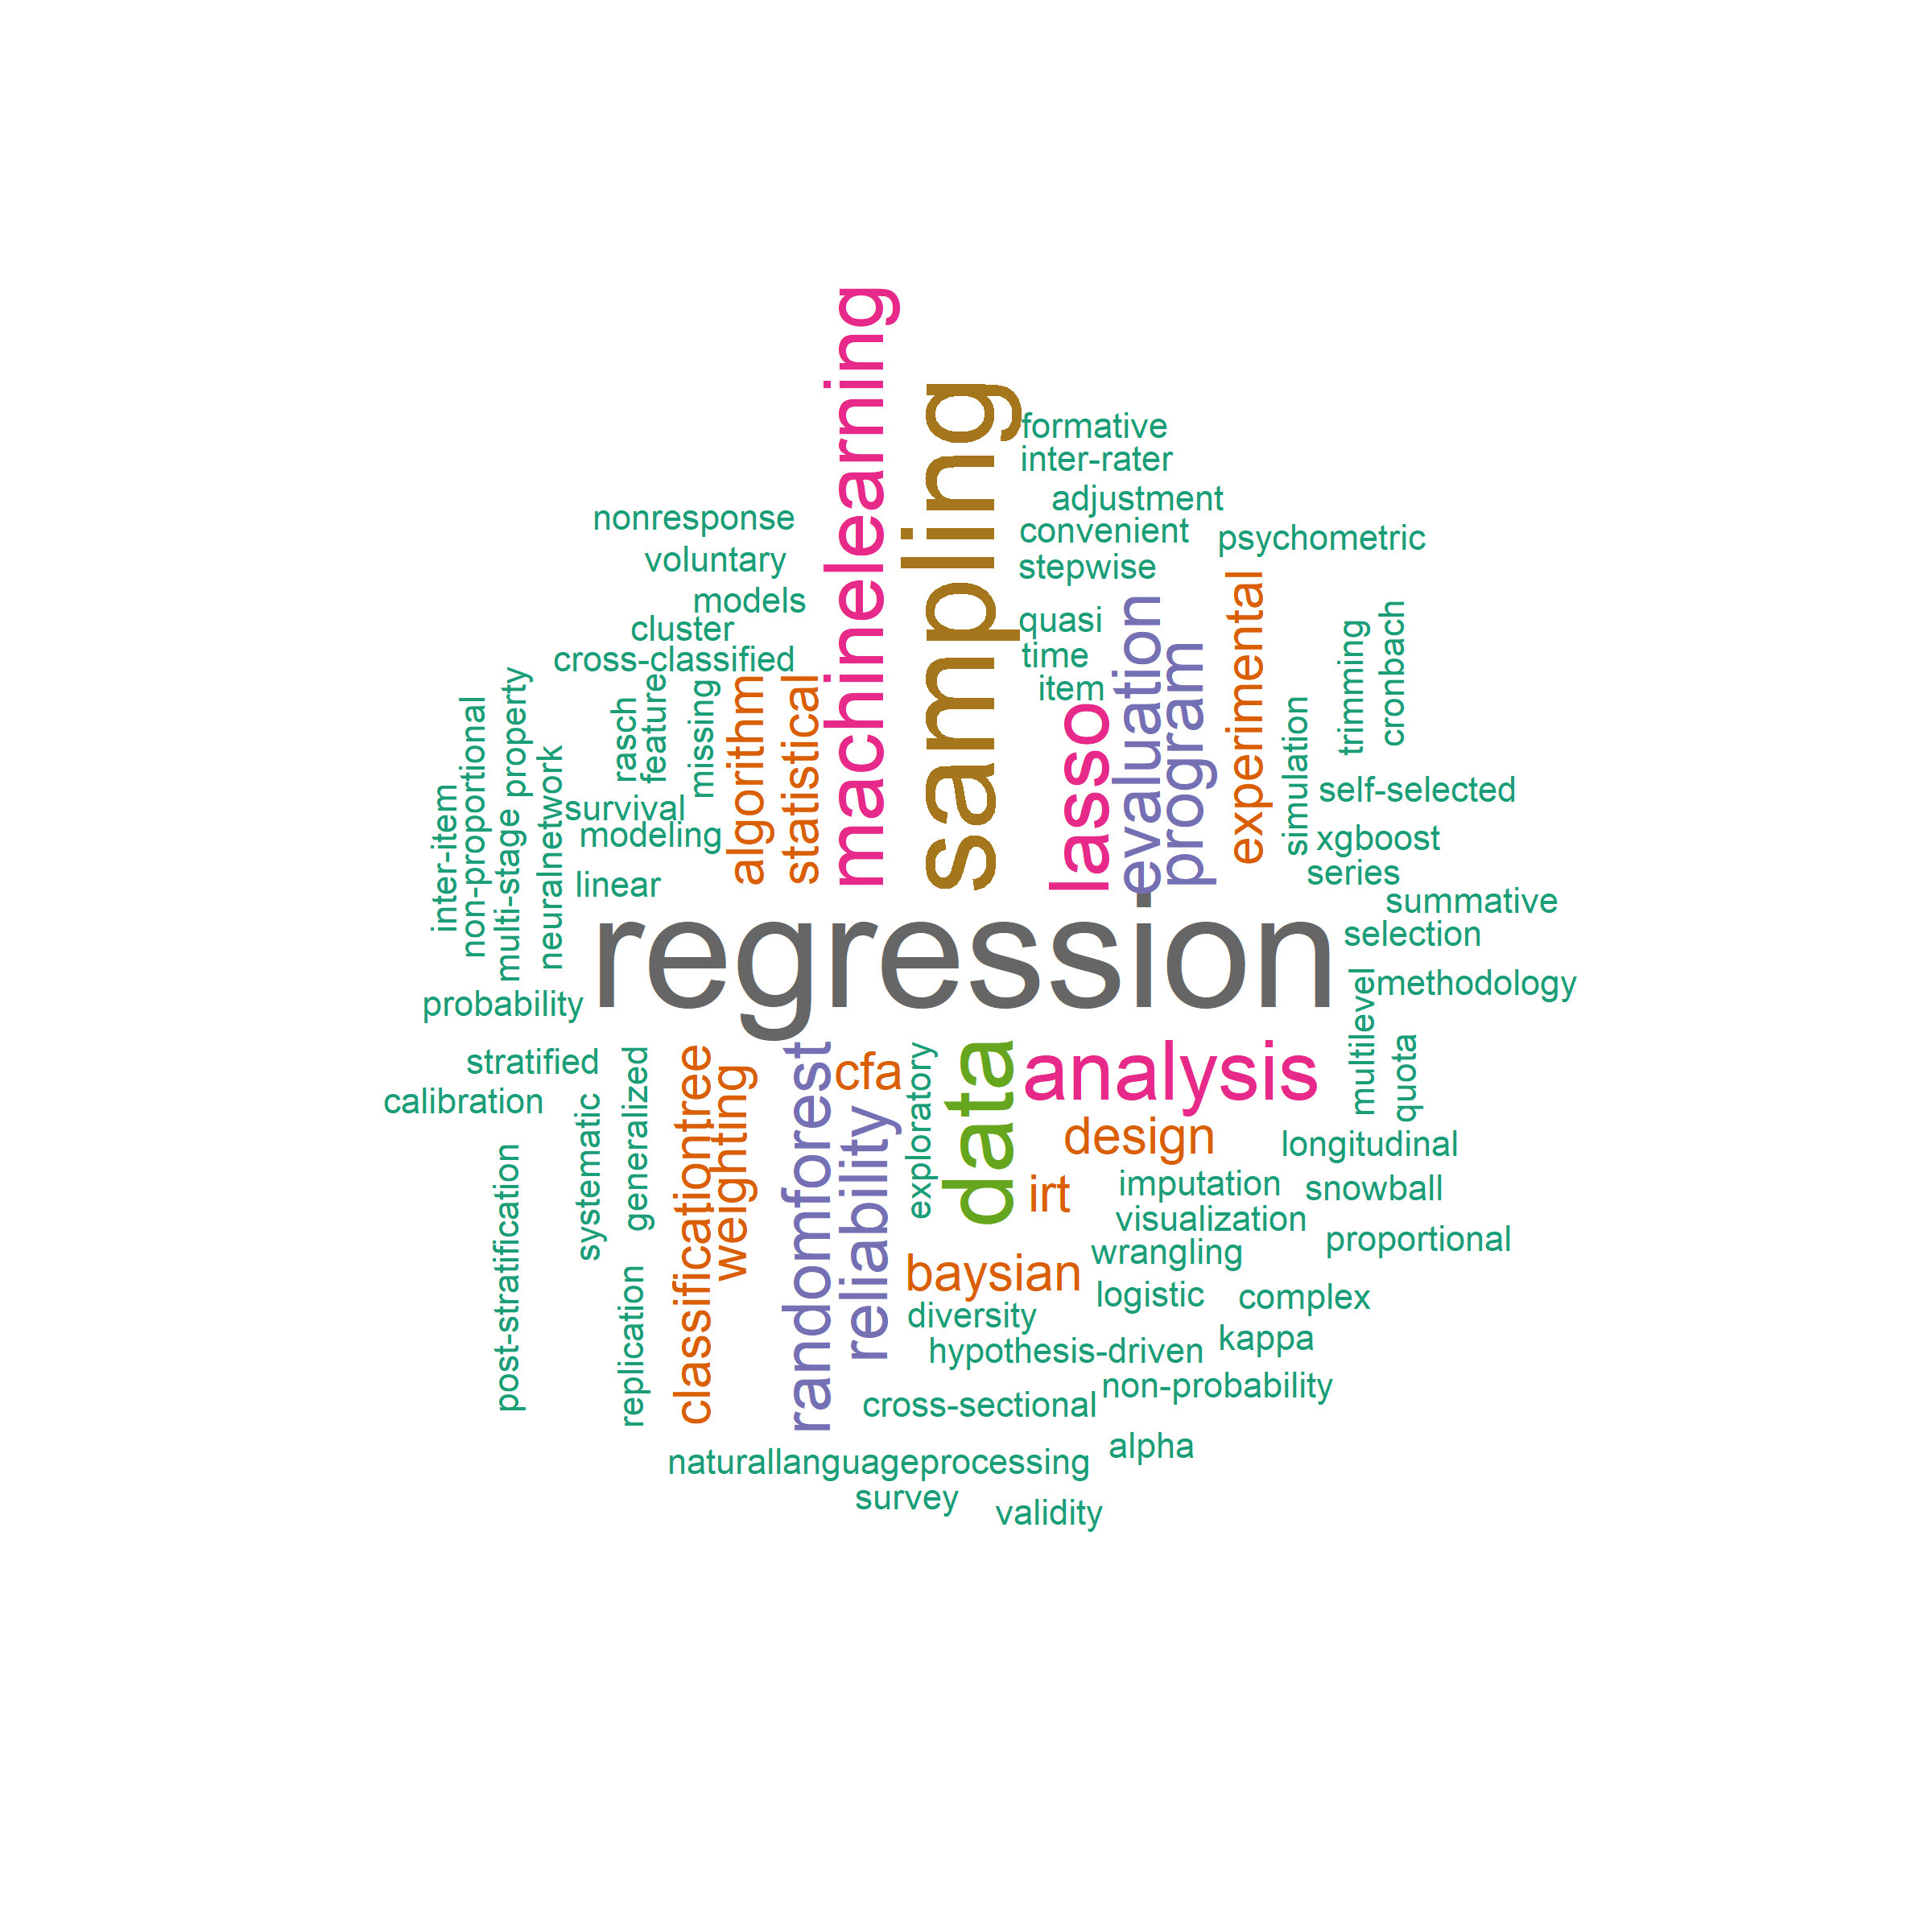 machinelearning
sampling
formative
inter-rater
adjustment
nonresponse
convenient
psychometric
voluntary
stepwise
models
quasi
cluster
time
cross-classified
item
evaluation
program
experimental
trimming
cronbach
property
non-proportional
rasch
feature
missing
algorithm
statistical
lasso
simulation
self-selected
inter-item
multi-stage
neuralnetwork
survival
modeling
xgboost
linear
series
summative
regression
selection
methodology
probability
multilevel
quota
stratified
calibration
systematic
generalized
classificationtree
weighting
randomforest
cfa
reliability
exploratory
data
analysis
design
longitudinal
irt
imputation
snowball
visualization
proportional
wrangling
post-stratification
replication
baysian
logistic
complex
diversity
kappa
hypothesis-driven
non-probability
cross-sectional
alpha
naturallanguageprocessing
survey
validity